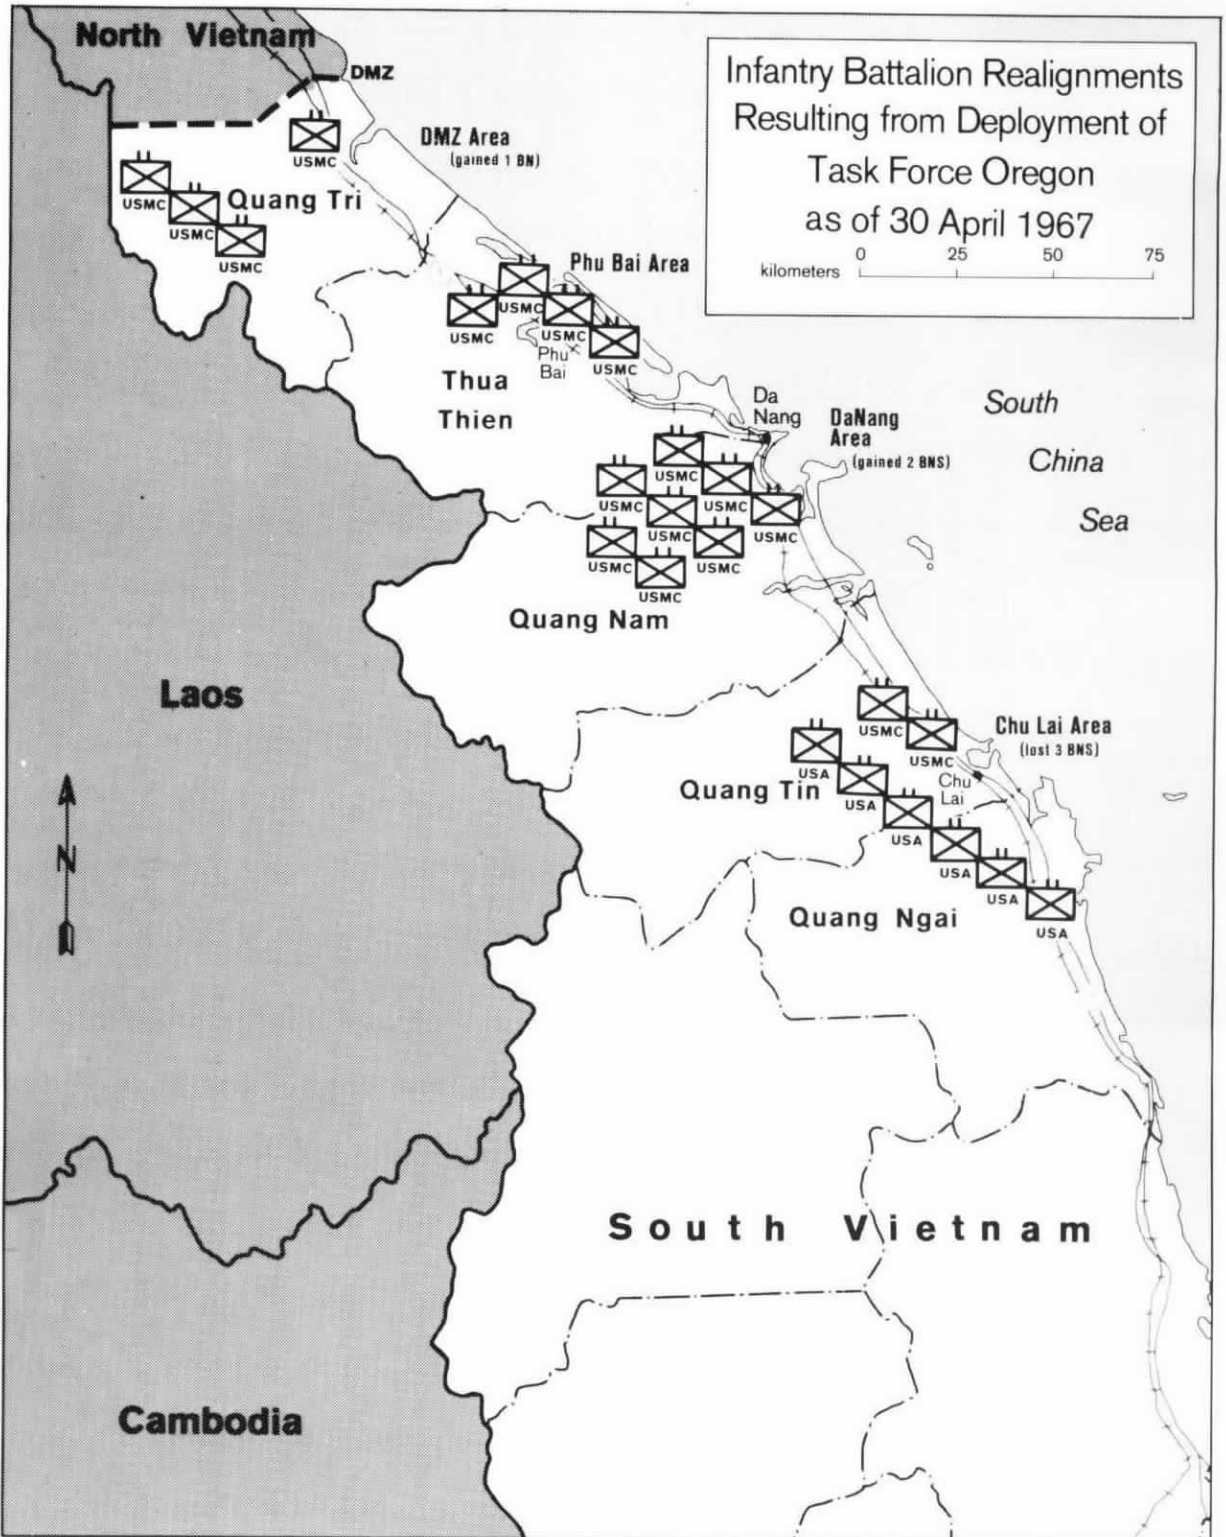 North Vietnam
DMZ
Infantry Battalion Realignments
Resulting from Deployment of
Task Force Oregon
as of 30 April 1967
kilometers 0 25 50 75
USMC
DMZ Area
(gained 1 BN)
USMC
USMC
USMC
Quang Tri
Phu Bai Area
USMC
USMC
USMC
USMC
Phu
Bai
Thua
Thien
Da
Nang
DaNang
Area
(gained 2 BNS)
South
China
Sea
USMC
USMC
USMC
USMC
USMC
USMC
USMC
USMC
Quang Nam
Laos
USMC
USMC
Chu Lai Area
(lost 3 BNS)
Chu
Lai
USA
Quang Tin
USA
USA
USA
USA
USA
N
Quang Ngai
South Vietnam
Cambodia